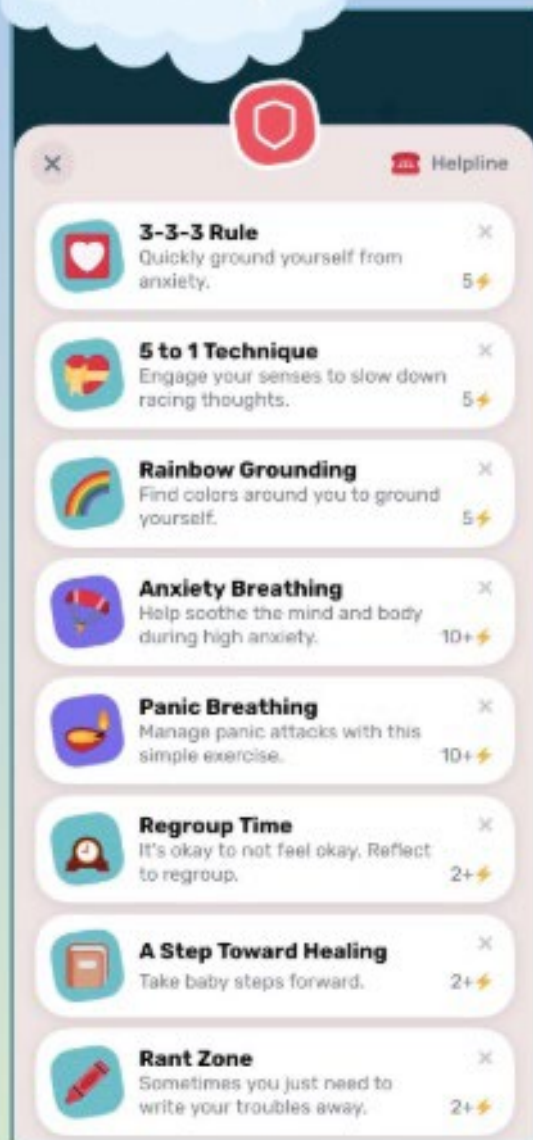 Helpline
3-3-3 Rule
Quickly ground yourself from
anxiety.
5
5 to 1 Technique
Engage your senses to slow down
racing thoughts.
5
Rainbow Grounding
Find colors around you to ground
yourself.
5
Anxiety Breathing
Help soothe the mind and body
during high anxiety.
10+
Panic Breathing
Manage panic attacks with this
simple exercise.
10+
Regroup Time
It's okay to not feel okay. Reflect
to regroup.
2+
A Step Toward Healing
Take baby steps forward.
2+
Rant Zone
Sometimes you just need to
write your troubles away.
2+